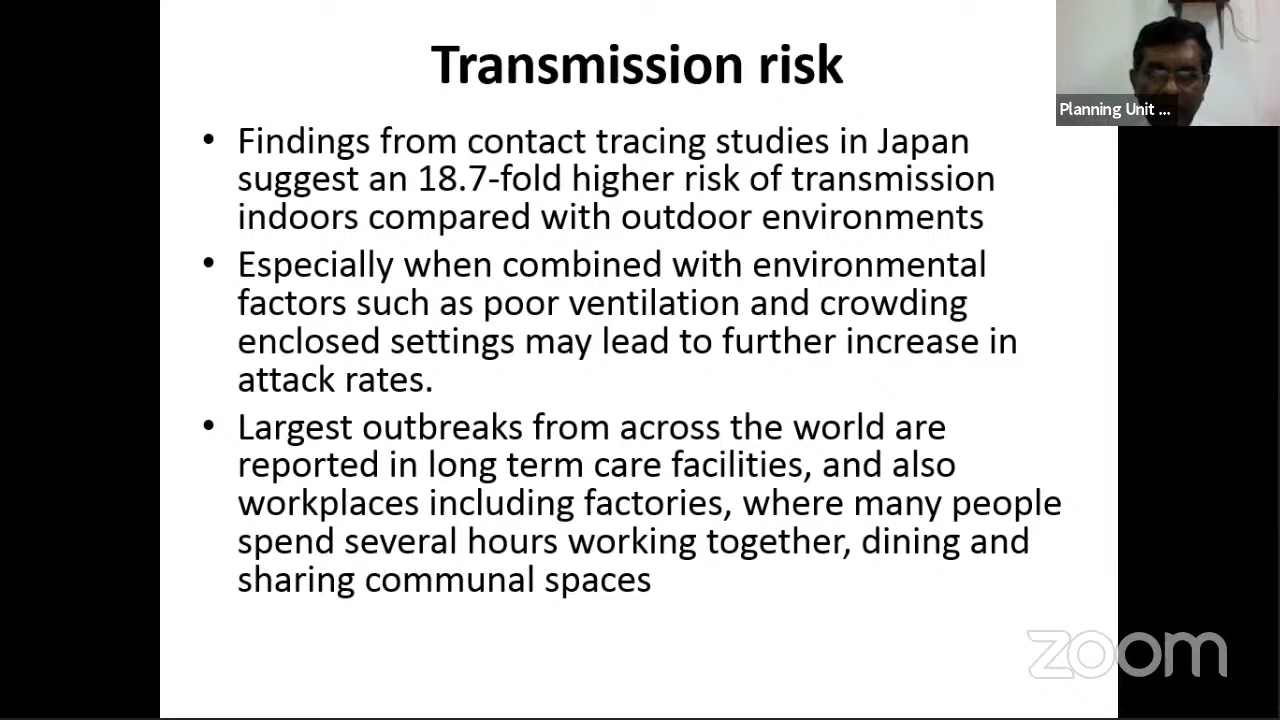 Transmission risk
• Findings from contact tracing studies in Japan
suggest an 18.7-fold higher risk of transmission
indoors compared with outdoor environments
• Especially when combined with environmental
factors such as poor ventilation and crowding
enclosed settings may lead to further increase in
attack rates.
• Largest outbreaks from across the world are
reported in long term care facilities, and also
workplaces including factories, where many people
spend several hours working together, dining and
sharing communal spaces
Planning Unit ...
zoom